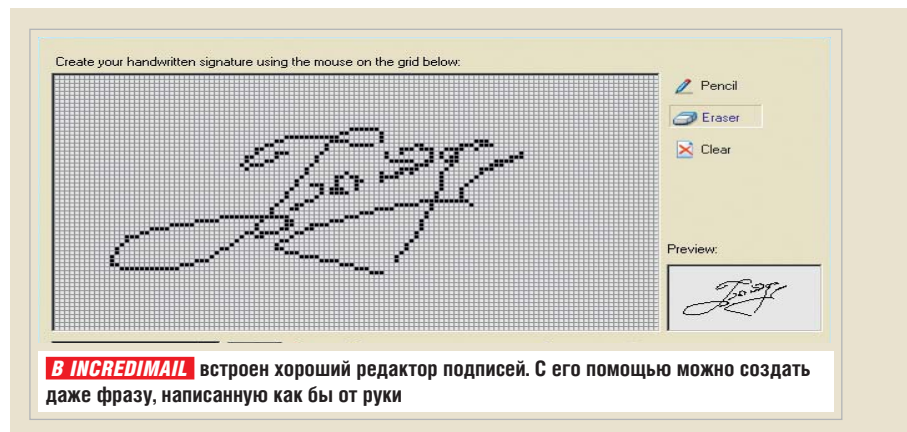 Create your handwritten signature using the mouse on the grid below:
Pencil
Eraser
Clear
Preview:
В INCREDIMAIL встроен хороший редактор подписей. С его помощью можно создать
даже фразу, написанную как бы от руки